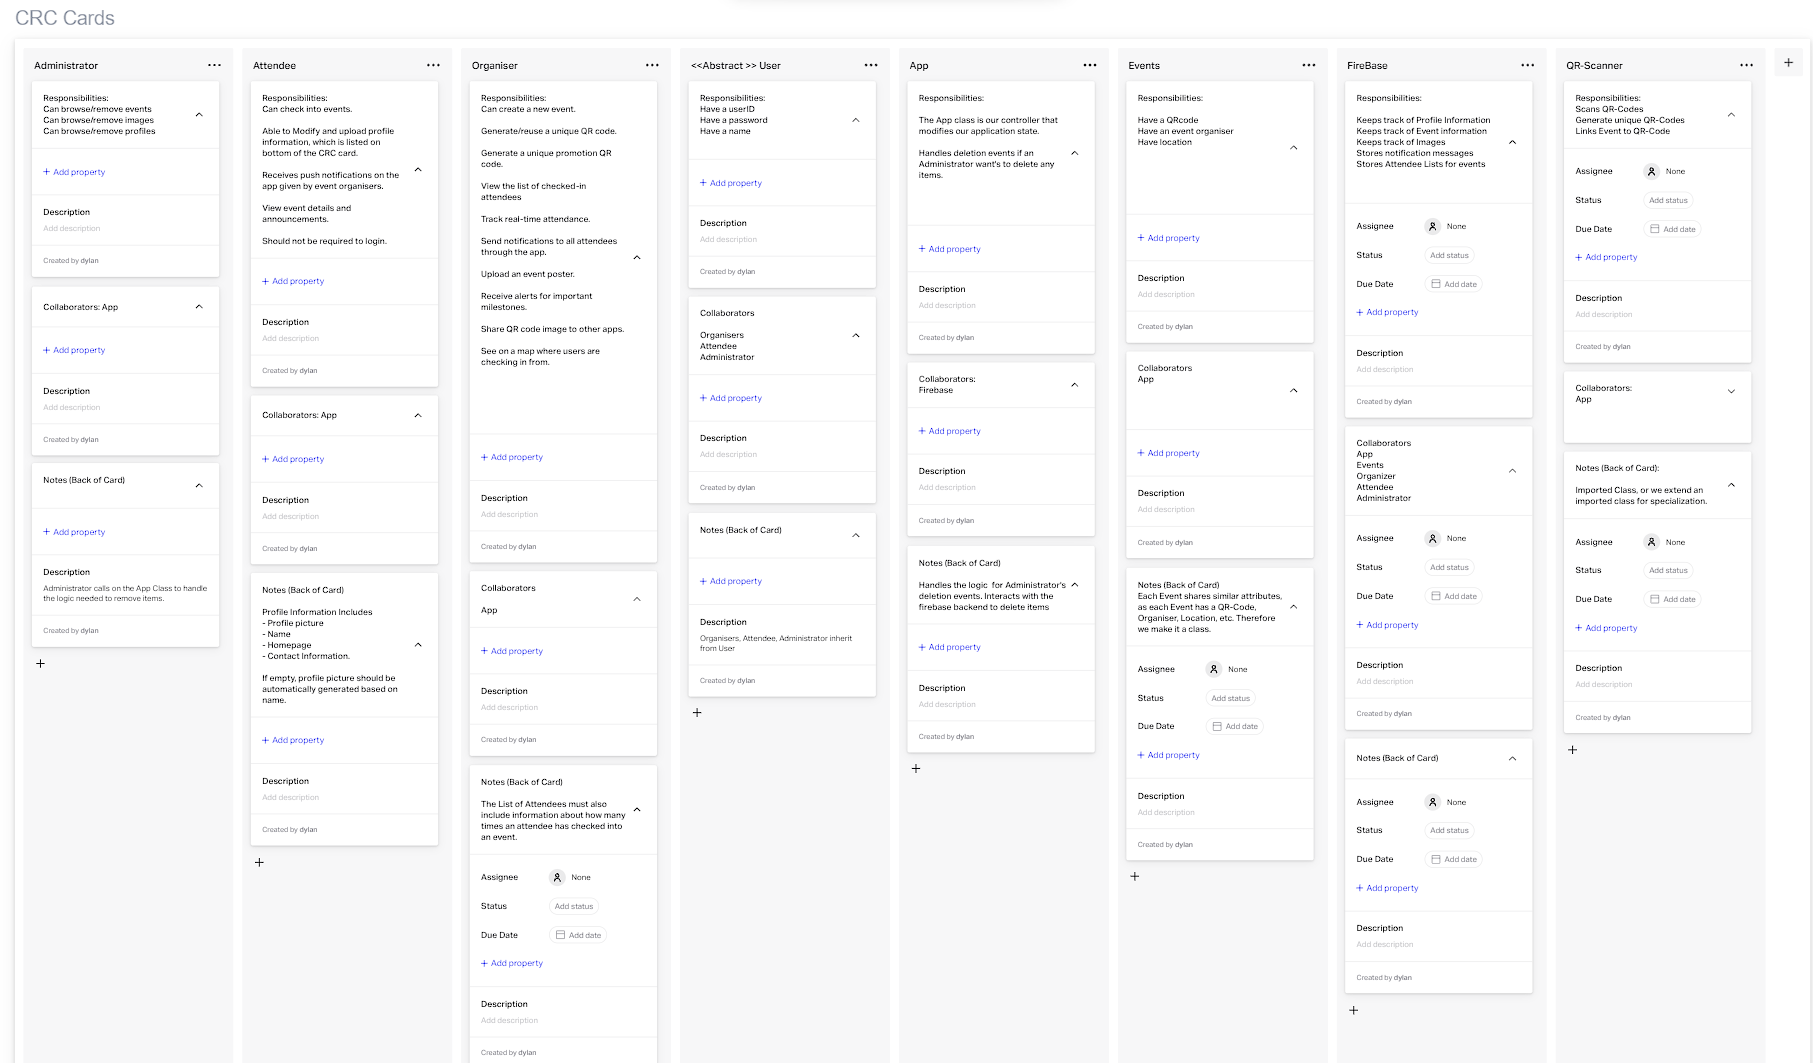 CRC Cards
Administrator
Responsibilities:
Can browse/remove events
Can browse/remove images
Can browse/remove profiles
+ Add property
Description
Add description
Created by dylan
Collaborators: App
+ Add property
Description
Add description
Created by dylan
Notes (Back of Card)
+ Add property
Description
Administrator calls on the App Class to handle
the logic needed to remove items.
Created by dylan
+
Attendee
Responsibilities:
Can check into events.
Able to Modify and upload profile
information, which is listed on
bottom of the CRC card.
Receives push notifications on the
app given by event organisers.
View event details and
announcements.
Should not be required to login.
+ Add property
Description
Add description
Created by dylan
Collaborators: App
+ Add property
Description
Add description
Created by dylan
Notes (Back of Card)
Profile Information Includes
- Profile picture
- Name
- Homepage
- Contact Information.
If empty, profile picture should be
automatically generated based on
name.
+ Add property
Description
Add description
Created by dylan
+
Organiser
Responsibilities:
Can create a new event.
Generate/reuse a unique QR code.
Generate a unique promotion QR
code.
View the list of checked-in
attendees
Track real-time attendance.
Send notifications to all attendees
through the app.
Upload an event poster.
Receive alerts for important
milestones.
Share QR code image to other apps.
See on a map where users are
checking in from.
+ Add property
Description
Add description
Created by dylan
Collaborators
App
+ Add property
Description
Add description
Created by dylan
Notes (Back of Card)
The List of Attendees must also
include information about how many
times an attendee has checked into
an event.
Assignee None
Status Add status
Due Date Add date
+ Add property
Description
Add description
Created by dylan
<<Abstract >> User
Responsibilities:
Have a userID
Have a password
Have a name
+ Add property
Description
Add description
Created by dylan
Collaborators
Organisers
Attendee
Administrator
+ Add property
Description
Add description
Created by dylan
Notes (Back of Card)
+ Add property
Description
Organisers, Attendee, Administrator inherit
from User
Created by dylan
+
App
Responsibilities:
The App class is our controller that
modifies our application state.
Handles deletion events if an
Administrator want's to delete any
items.
+ Add property
Description
Add description
Created by dylan
Collaborators:
Firebase
+ Add property
Description
Add description
Created by dylan
Notes (Back of Card)
Handles the logic for Administrator's
deletion events. Interacts with the
firebase backend to delete items
+ Add property
Description
Add description
Created by dylan
+
Events
Responsibilities:
Have a QRcode
Have an event organiser
Have location
+ Add property
Description
Add description
Created by dylan
Collaborators
App
+ Add property
Description
Add description
Created by dylan
Notes (Back of Card)
Each Event shares similar attributes,
as each Event has a QR-Code,
Organiser, Location, etc. Therefore
we make it a class.
Assignee None
Status Add status
Due Date Add date
+ Add property
Description
Add description
Created by dylan
+
FireBase
Responsibilities:
Keeps track of Profile Information
Keeps track of Event information
Keeps track of Images
Stores notification messages
Stores Attendee Lists for events
Assignee None
Status Add status
Due Date Add date
+ Add property
Description
Add description
Created by dylan
Collaborators
App
Events
Organizer
Attendee
Administrator
Assignee None
Status Add status
Due Date Add date
+ Add property
Description
Add description
Created by dylan
Notes (Back of Card)
Assignee None
Status Add status
Due Date Add date
+ Add property
Description
Add description
Created by dylan
+
QR-Scanner
Responsibilities:
Scans QR-Codes
Generate unique QR-Codes
Links Event to QR-Code
Assignee None
Status Add status
Due Date Add date
+ Add property
Description
Add description
Created by dylan
Collaborators:
App
Notes (Back of Card):
Imported Class, or we extend an
imported class for specialization.
Assignee None
Status Add status
Due Date Add date
+ Add property
Description
Add description
Created by dylan
+
+